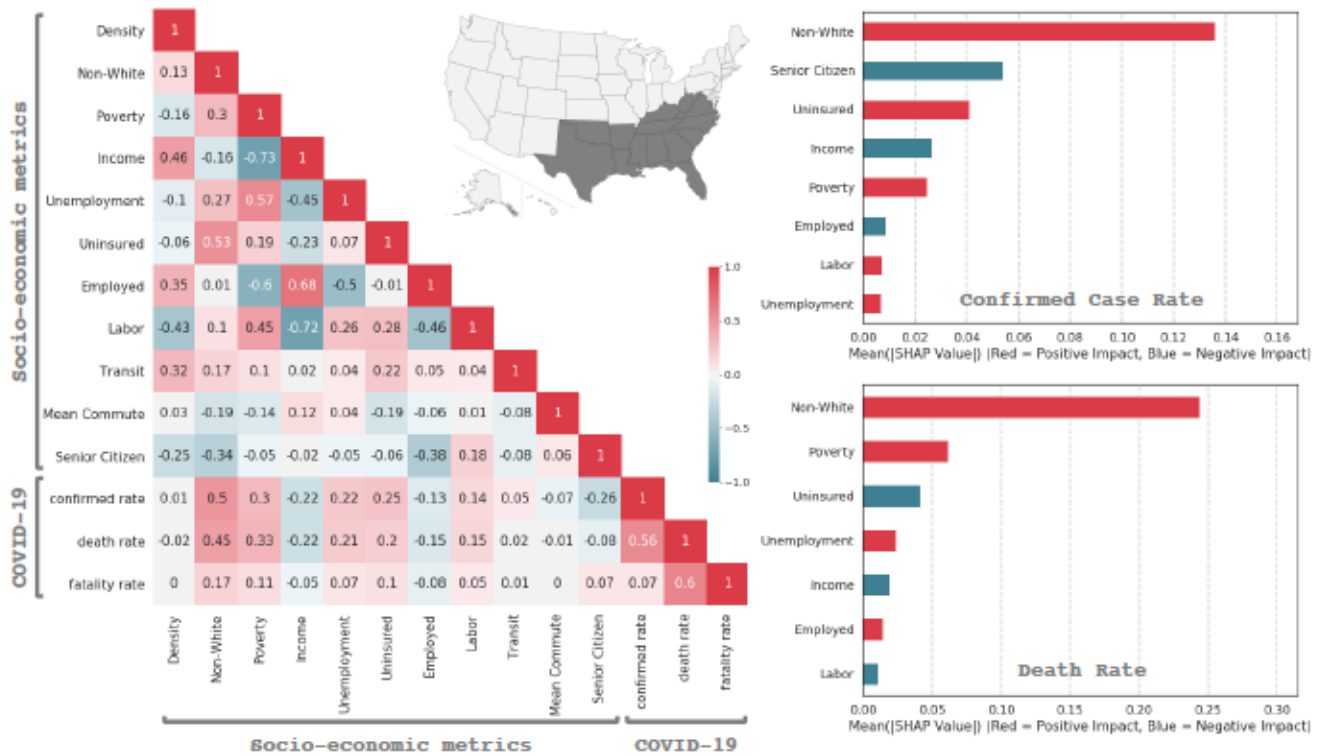 Socio-economic metrics
COVID-19
Density 1
Non-White 0.13 1
Poverty -0.16 0.3 1
Income 0.46 -0.16 -0.73 1
Unemployment -0.1 0.27 0.57 -0.45 1
Uninsured -0.06 0.53 0.19 -0.23 0.07 1
Employed 0.35 0.01 -0.6 0.68 -0.5 -0.01 1
Labor -0.43 0.1 0.45 -0.72 0.26 0.28 -0.46 1
Transit 0.32 0.17 0.1 0.02 0.04 0.22 0.05 0.04 1
Mean Commute 0.03 -0.19 -0.14 0.12 0.04 -0.19 -0.06 0.01 -0.08 1
Senior Citizen -0.25 -0.34 -0.05 -0.02 -0.05 -0.06 -0.38 0.18 -0.08 0.06 1
confirmed rate 0.01 0.5 0.3 -0.22 0.22 0.25 -0.13 0.14 0.05 -0.07 -0.26 1
death rate -0.02 0.45 0.33 -0.22 0.21 0.2 -0.15 0.15 0.02 -0.01 -0.08 0.56 1
fatality rate 0 0.17 0.11 -0.05 0.07 0.1 -0.08 0.05 0.01 0 0.07 0.07 0.6 1
Density
Non-White
Poverty
Income
Unemployment
Uninsured
Employed
Labor
Transit
Mean Commute
Senior Citizen
confirmed rate
death rate
fatality rate
Socio-economic metrics
COVID-19
1.0
0.5
0.0
−0.5
−1.0
Non-White
Senior Citizen
Uninsured
Income
Poverty
Employed
Labor
Unemployment
Confirmed Case Rate
0.00 0.02 0.04 0.06 0.08 0.10 0.12 0.14 0.16
Mean(|SHAP Value|) |Red = Positive Impact, Blue = Negative Impact|
Non-White
Poverty
Uninsured
Unemployment
Income
Employed
Labor
Death Rate
0.00 0.05 0.10 0.15 0.20 0.25 0.30
Mean(|SHAP Value|) |Red = Positive Impact, Blue = Negative Impact|